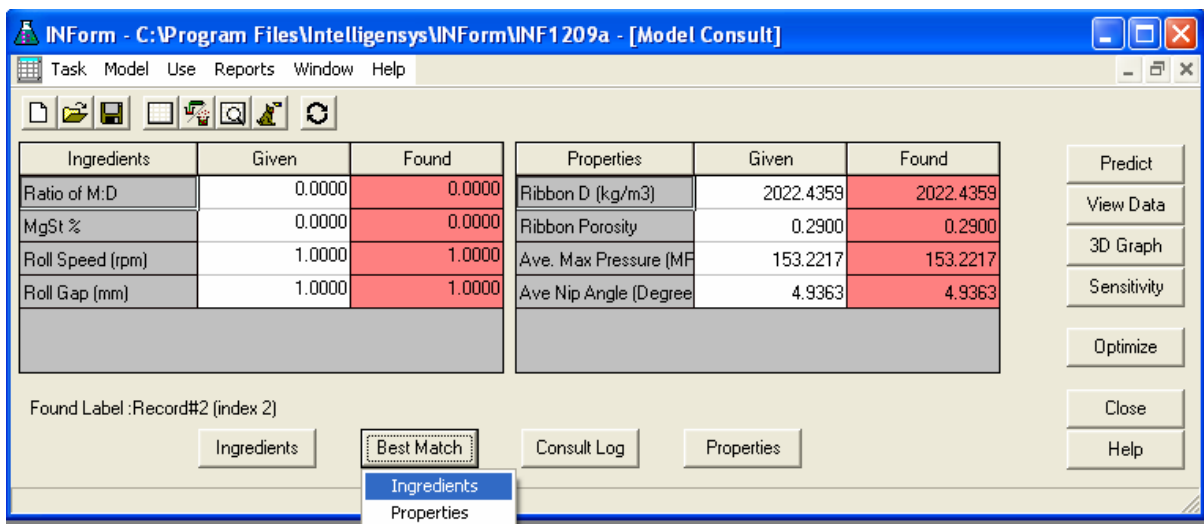 INForm - C:\Program Files\Intelligensys\INForm\INF1209a - [Model Consult]
Task Model Use Reports Window Help
Ingredients Given Found Properties Given Found
Ratio of M:D 0.0000 0.0000 Ribbon D (kg/m3) 2022.4359 2022.4359
MgSt % 0.0000 0.0000 Ribbon Porosity 0.2900 0.2900
Roll Speed (rpm) 1.0000 1.0000 Ave. Max Pressure (MF 153.2217 153.2217
Roll Gap (mm) 1.0000 1.0000 Ave Nip Angle (Degree 4.9363 4.9363
Predict
View Data
3D Graph
Sensitivity
Optimize
Close
Help
Found Label :Record#2 (index 2)
Ingredients Best Match Consult Log Properties
Ingredients
Properties